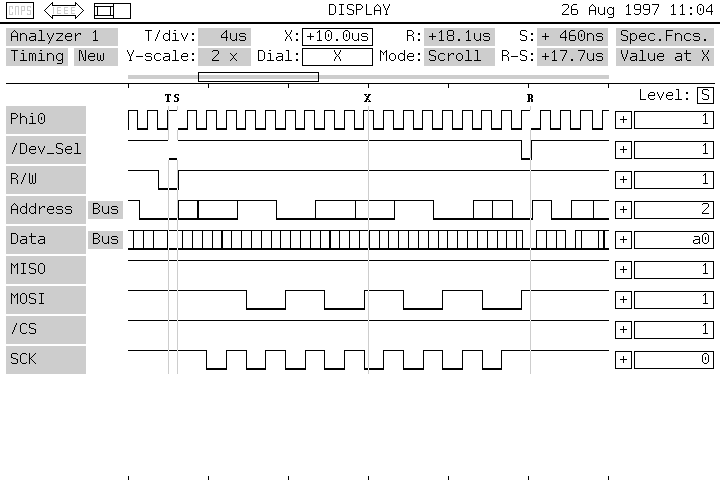 CAPS IEEE DISPLAY 26 Aug 1997 11:04
Analyzer 1 T/div: 4us X: +10.0us R: +18.1us S: + 460ns Spec.Fncs.
Timing New Y-scale: 2 x Dial: X Mode: Scroll R-S: +17.7us Value at X
T S X R Level: S
Phi0 + 1
/Dev_Sel + 1
R/W + 1
Address Bus + 2
Data Bus + a0
MISO + 1
MOSI + 1
/CS + 1
SCK + 0